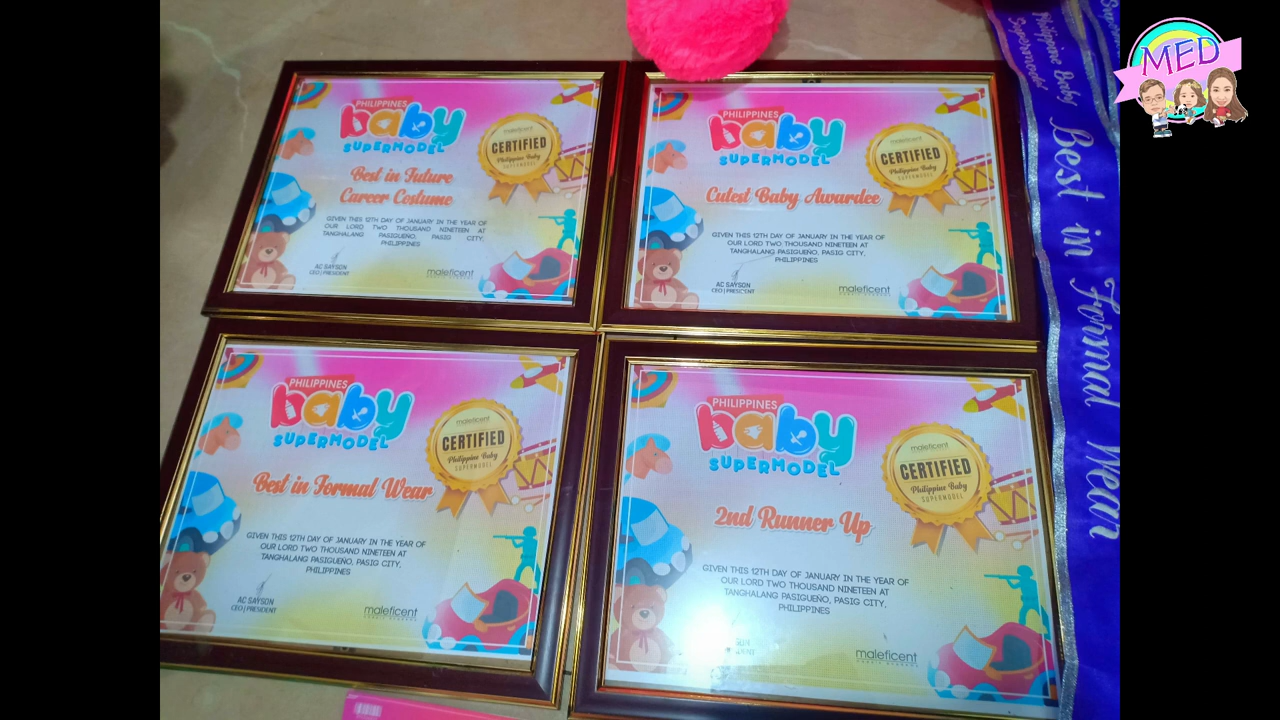 PHILIPPINES
baby
SUPERMODEL
maleficent
CERTIFIED
Philippine Baby
SUPERMODEL
Best in Future
Career Costume
GIVEN THIS 12TH DAY OF JANUARY IN THE YEAR OF
OUR LORD TWO THOUSAND NINETEEN AT
TANGHALANG PASIGUEÑO, PASIG CITY,
PHILIPPINES
AC SAYSON
CEO | PRESIDENT
maleficent
PHILIPPINES
baby
SUPERMODEL
maleficent
CERTIFIED
Philippine Baby
SUPERMODEL
Cutest Baby Awardee
GIVEN THIS 12TH DAY OF JANUARY IN THE YEAR OF
OUR LORD TWO THOUSAND NINETEEN AT
TANGHALANG PASIGUEÑO, PASIG CITY,
PHILIPPINES
AC SAYSON
CEO | PRESIDENT
maleficent
PHILIPPINES
baby
SUPERMODEL
maleficent
CERTIFIED
Philippine Baby
SUPERMODEL
Best in Formal Wear
GIVEN THIS 12TH DAY OF JANUARY IN THE YEAR OF
OUR LORD TWO THOUSAND NINETEEN AT
TANGHALANG PASIGUEÑO, PASIG CITY,
PHILIPPINES
AC SAYSON
CEO | PRESIDENT
maleficent
PHILIPPINES
baby
SUPERMODEL
maleficent
CERTIFIED
Philippine Baby
SUPERMODEL
2nd Runner Up
GIVEN THIS 12TH DAY OF JANUARY IN THE YEAR OF
OUR LORD TWO THOUSAND NINETEEN AT
TANGHALANG PASIGUEÑO, PASIG CITY,
PHILIPPINES
maleficent
Philippine Baby
Supermodel
Best in Formal Wear
MED